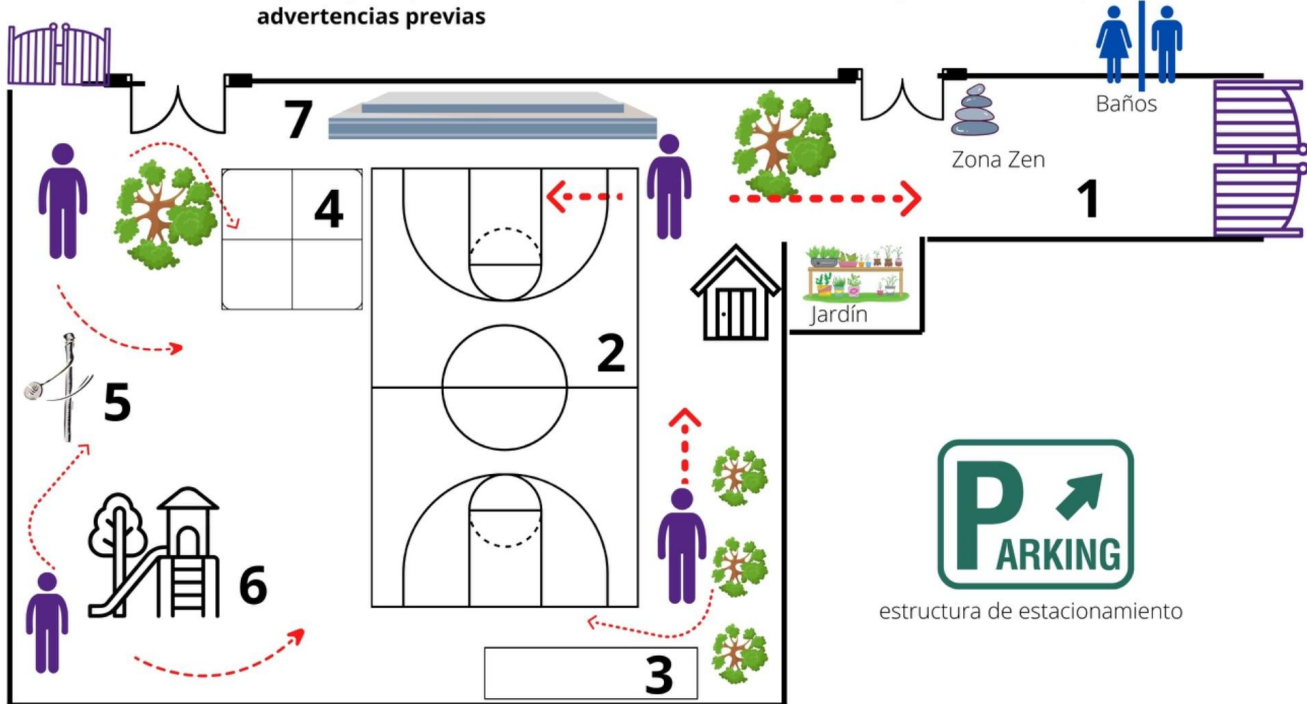 advertencias previas
7
Baños
Zona Zen
1
4
Jardín
2
5
PARKING
6
estructura de estacionamiento
3